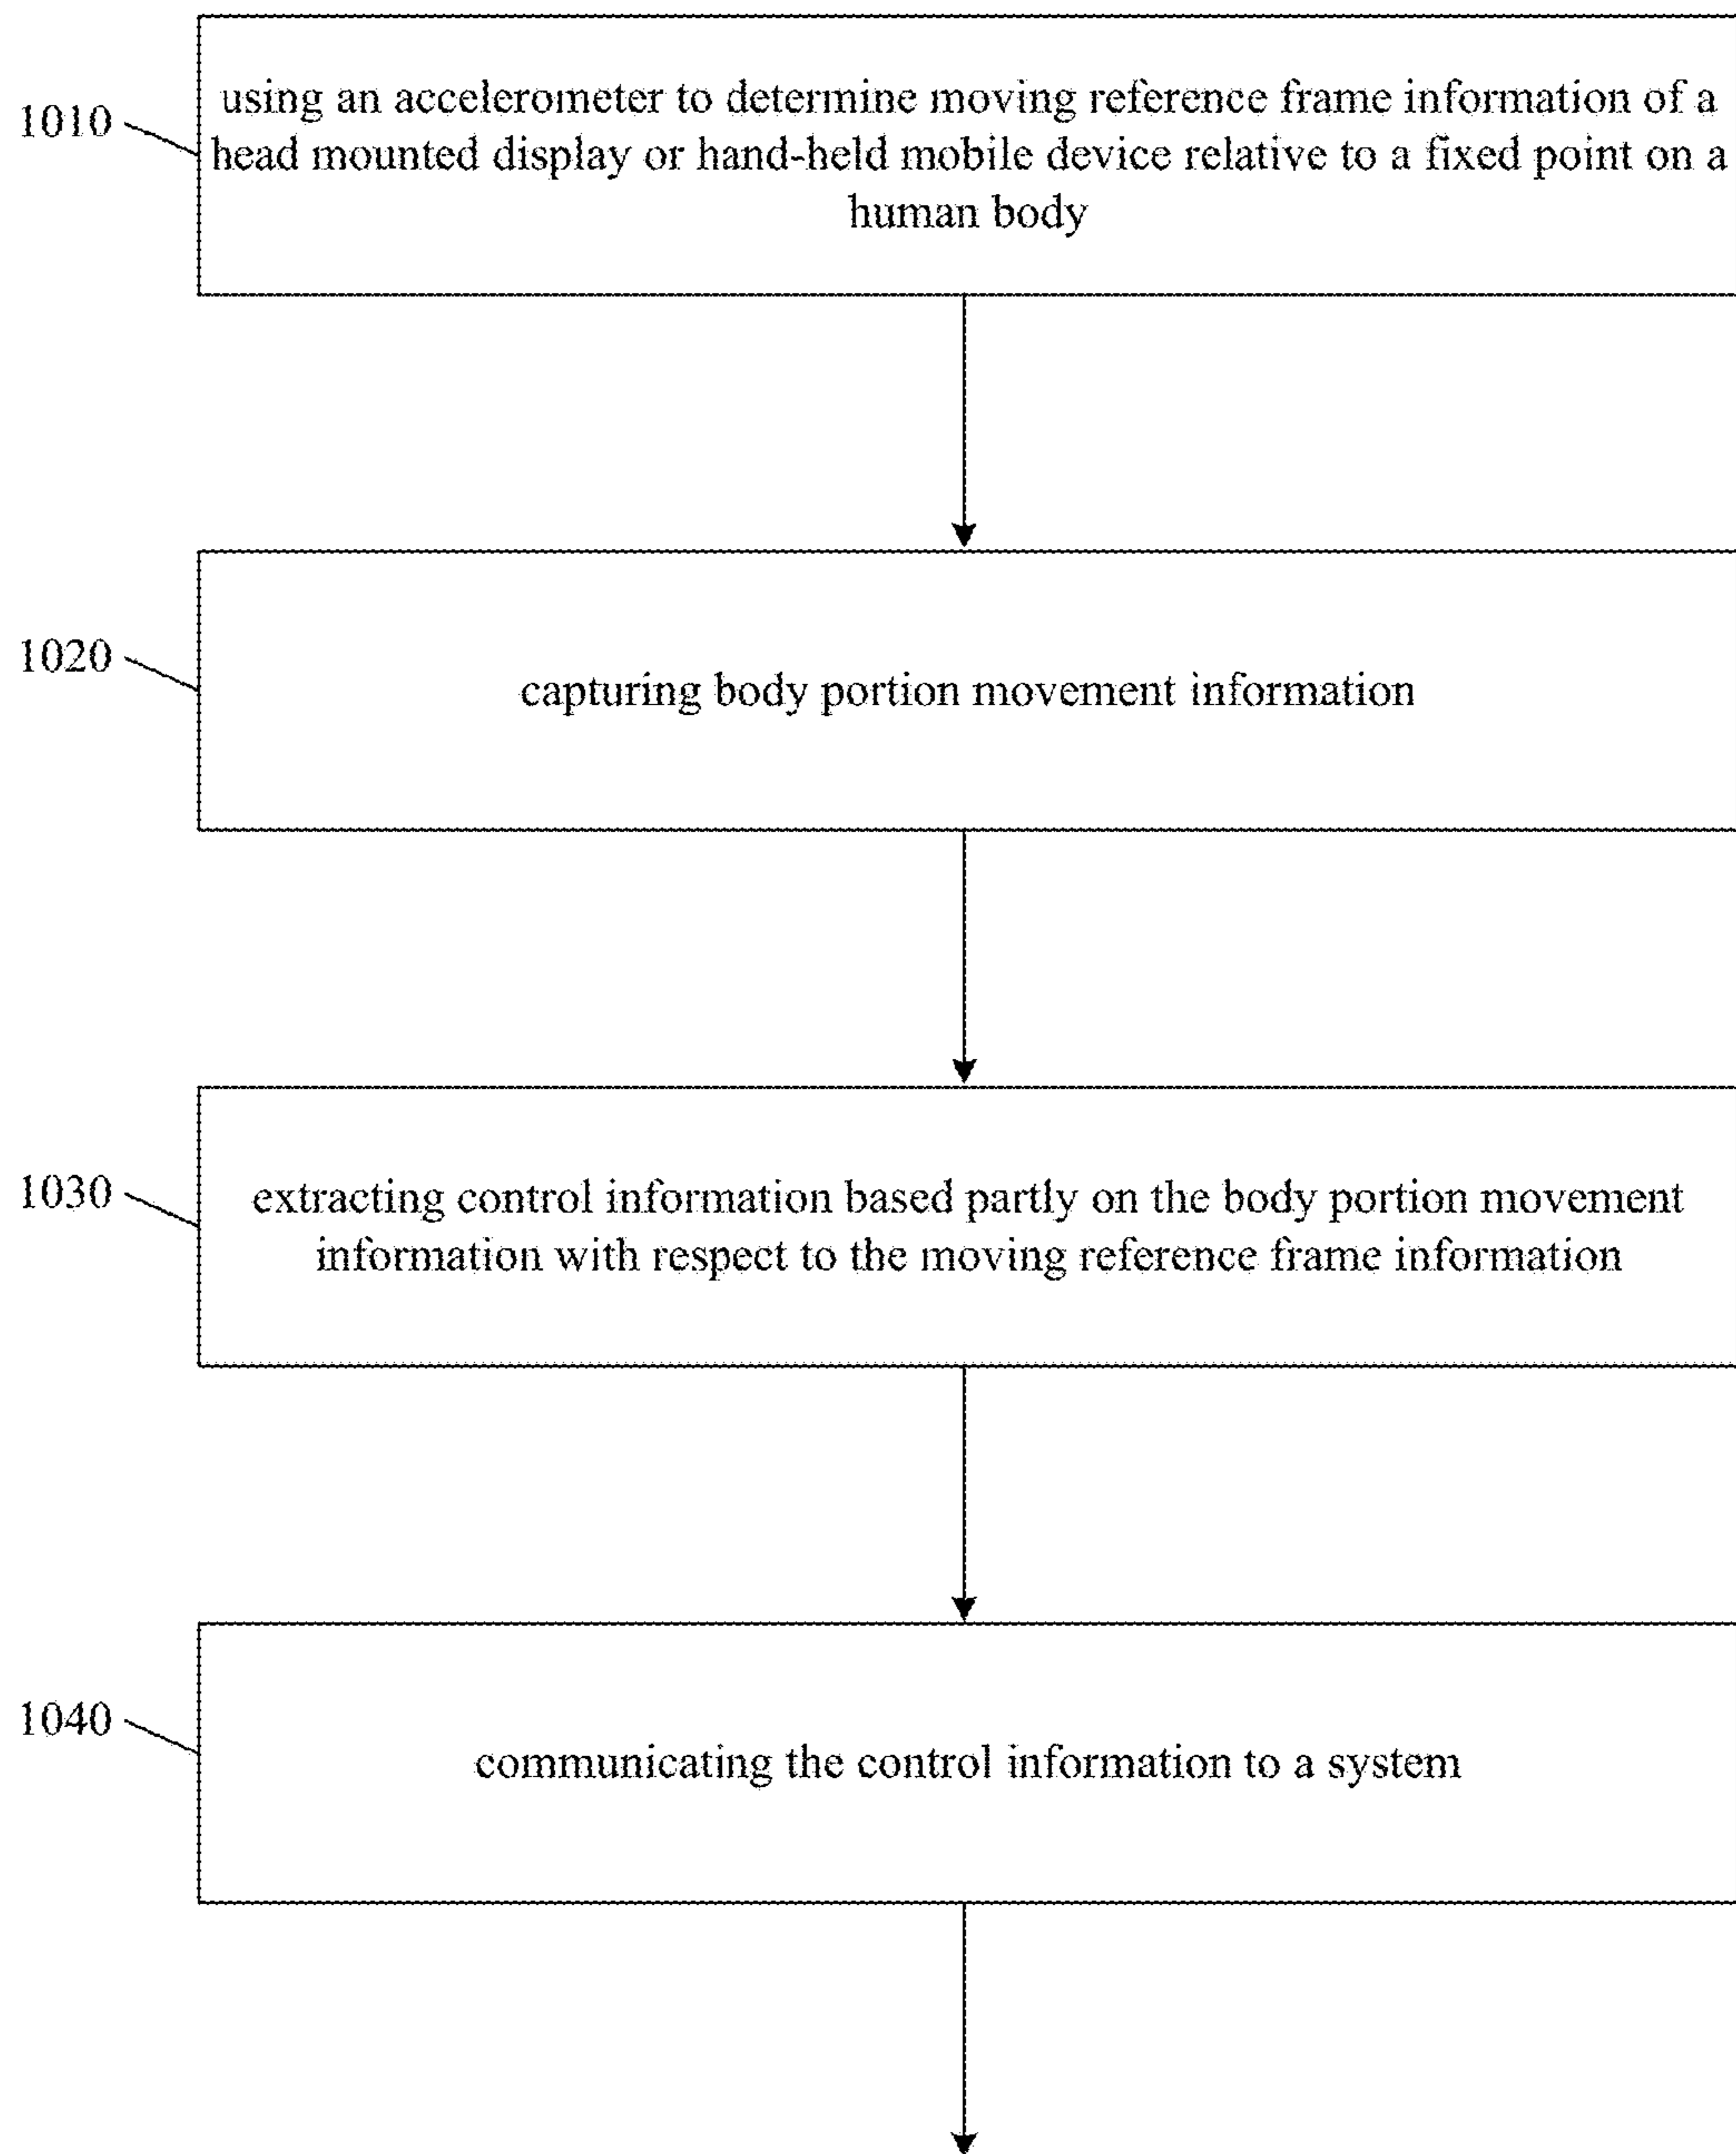 1010
using an accelerometer to determine moving reference frame information of a
head mounted display or hand-held mobile device relative to a fixed point on a
human body
1020
capturing body portion movement information
1030
extracting control information based partly on the body portion movement
information with respect to the moving reference frame information
1040
communicating the control information to a system